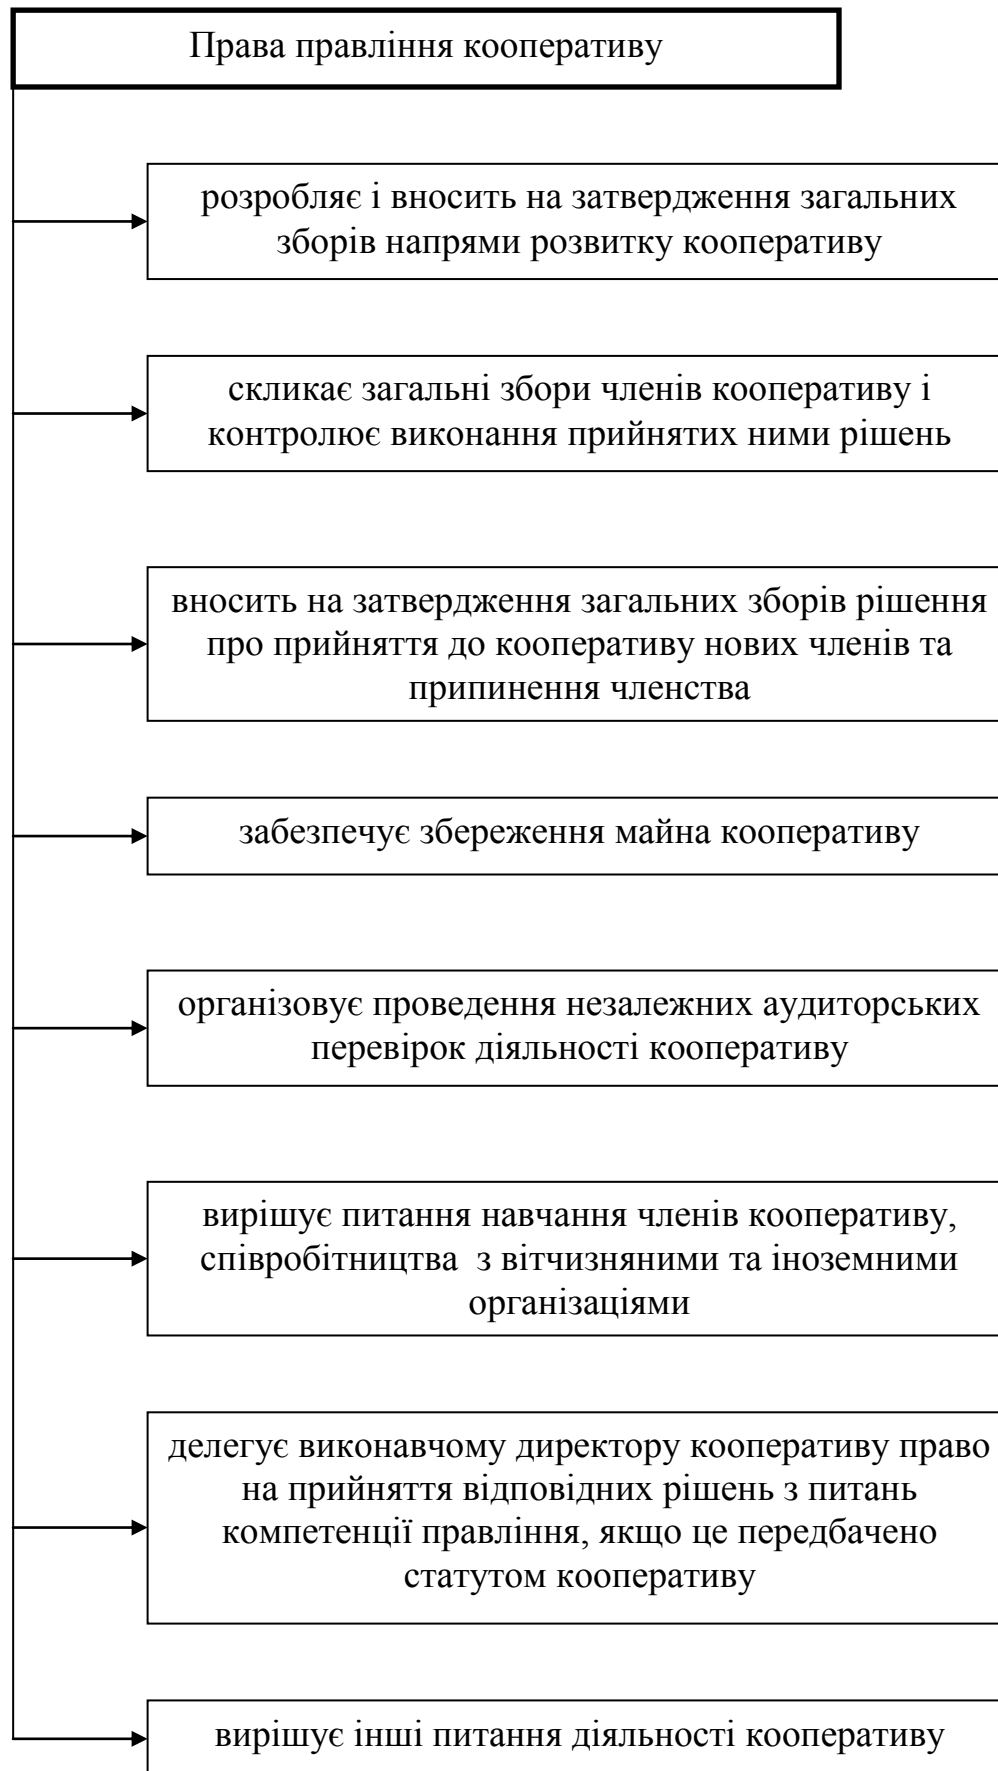 Права правління кооперативу
розробляє і вносить на затвердження загальних
зборів напрями розвитку кооперативу
скликає загальні збори членів кооперативу і
контролює виконання прийнятих ними рішень
вносить на затвердження загальних зборів рішення
про прийняття до кооперативу нових членів та
припинення членства
забезпечує збереження майна кооперативу
організовує проведення незалежних аудиторських
перевірок діяльності кооперативу
вирішує питання навчання членів кооперативу,
співробітництва з вітчизняними та іноземними
організаціями
делегує виконавчому директору кооперативу право
на прийняття відповідних рішень з питань
компетенції правління, якщо це передбачено
статутом кооперативу
вирішує інші питання діяльності кооперативу